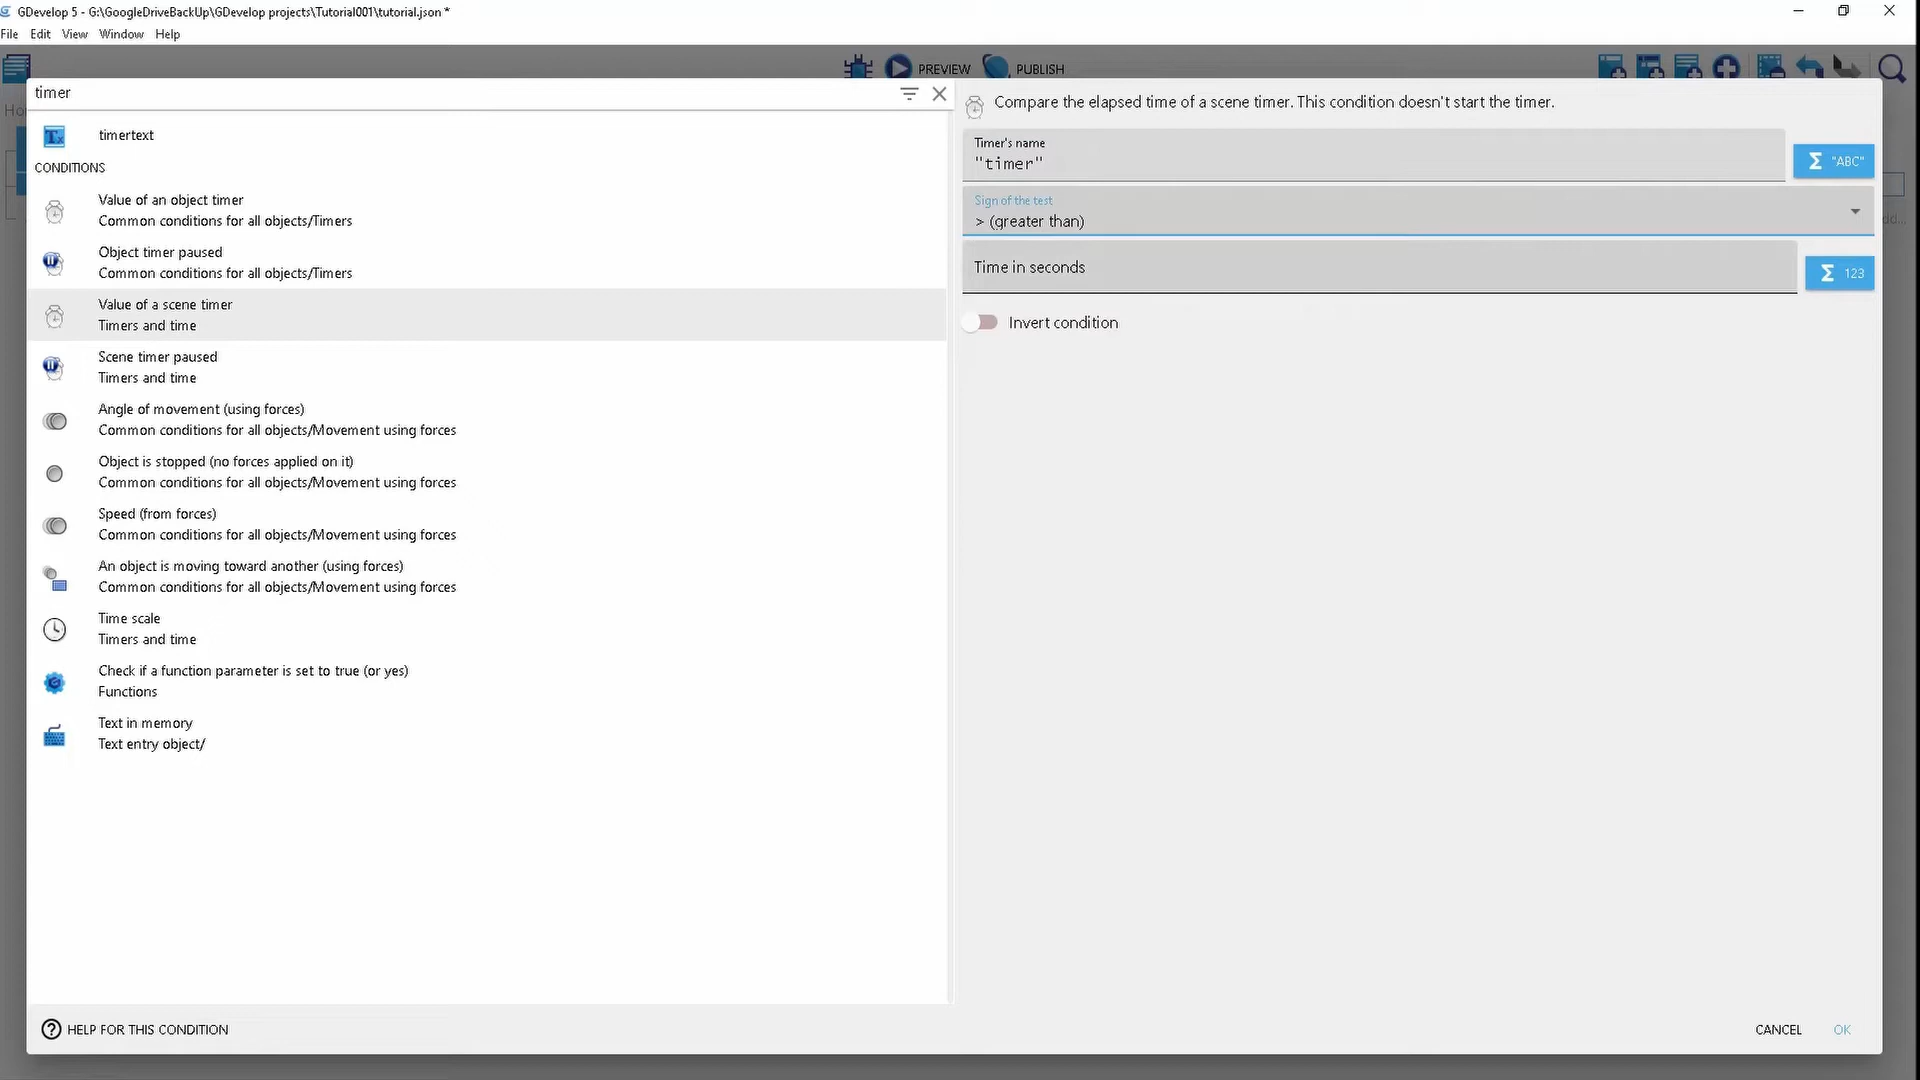 GDevelop 5 - G:\GoogleDriveBackUp\GDevelop projects\Tutorial001\tutorial.json *
File Edit View Window Help
PREVIEW PUBLISH
timer
timertext
CONDITIONS
Value of an object timer
Common conditions for all objects/Timers
Object timer paused
Common conditions for all objects/Timers
Value of a scene timer
Timers and time
Scene timer paused
Timers and time
Angle of movement (using forces)
Common conditions for all objects/Movement using forces
Object is stopped (no forces applied on it)
Common conditions for all objects/Movement using forces
Speed (from forces)
Common conditions for all objects/Movement using forces
An object is moving toward another (using forces)
Common conditions for all objects/Movement using forces
Time scale
Timers and time
Check if a function parameter is set to true (or yes)
Functions
Text in memory
Text entry object/
HELP FOR THIS CONDITION
Compare the elapsed time of a scene timer. This condition doesn't start the timer.
Timer's name
"timer"
Σ "ABC"
Sign of the test
> (greater than)
Time in seconds
Σ 123
Invert condition
CANCEL OK